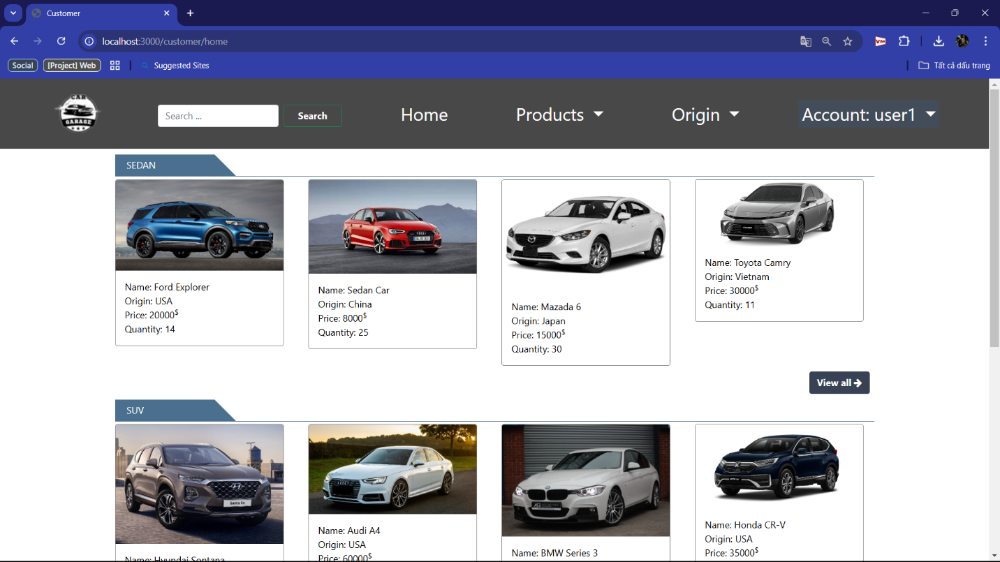 Customer
localhost:3000/customer/home
VM
Social
[Project] Web
Suggested Sites
Tất cả dấu trang
CAR
GARAGE
Search ...
Search
Home
Products
Origin
Account: user1
SEDAN
Name: Ford Explorer
Origin: USA
Price: 20000$
Quantity: 14
Name: Sedan Car
Origin: China
Price: 8000$
Quantity: 25
Name: Mazada 6
Origin: Japan
Price: 15000$
Quantity: 30
Name: Toyota Camry
Origin: Vietnam
Price: 30000$
Quantity: 11
View all
SUV
Santa Fe
Name: Hyundai Santana
Name: Audi A4
Origin: USA
Price: 60000$
Name: BMW Series 3
Name: Honda CR-V
Origin: USA
Price: 35000$